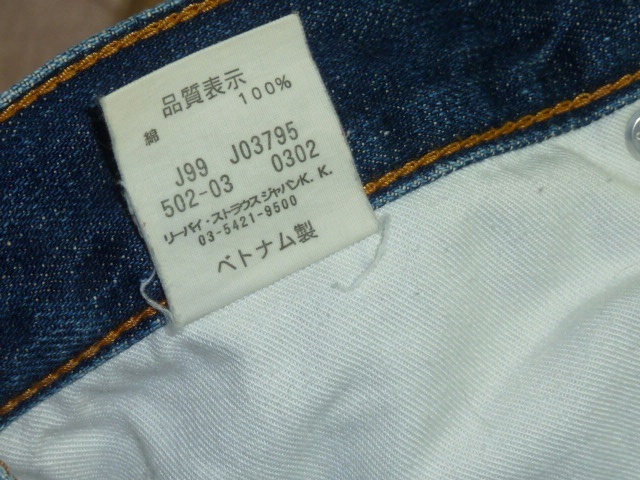 品質表示
綿 100%
J99 J03795
502-03 0302
リーバイ・ストラウスジャパンK.K.
03-5421-9500
ベトナム製